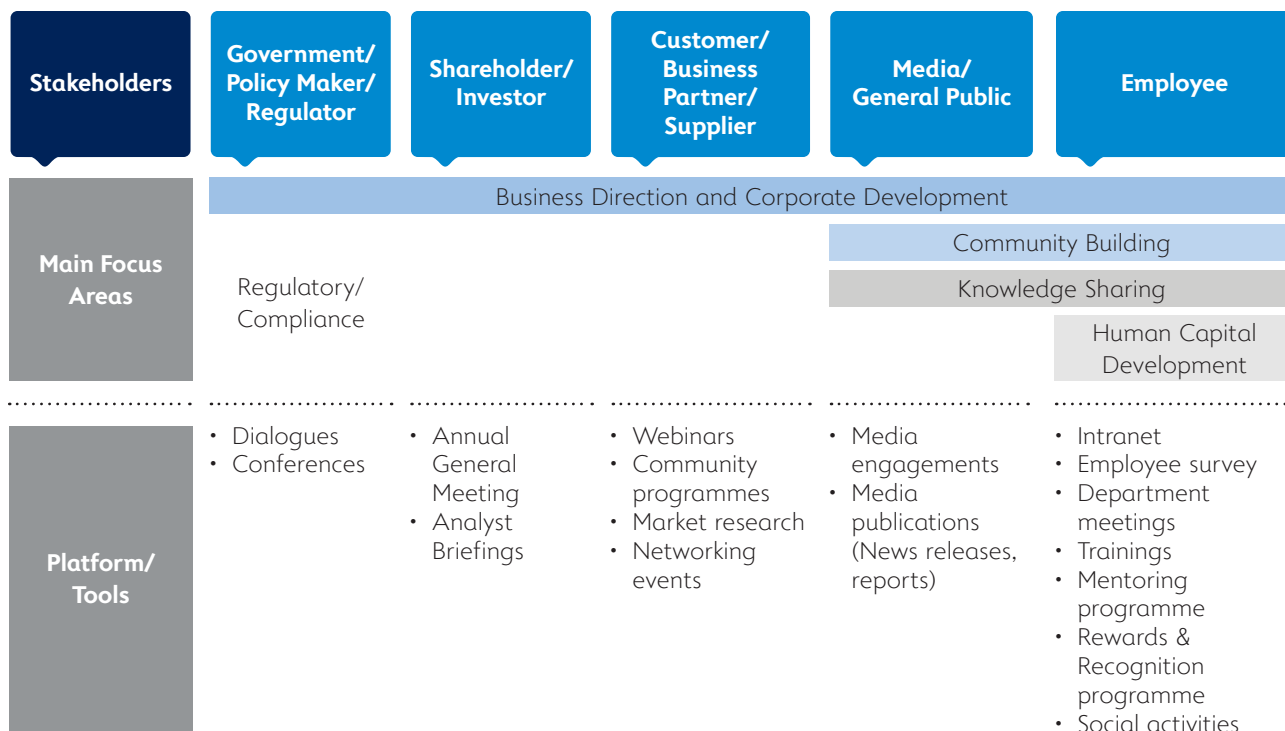 Stakeholders
Government/
Policy Maker/
Regulator
Shareholder/
Investor
Customer/
Business
Partner/
Supplier
Media/
General Public
Employee
Main Focus
Areas
Business Direction and Corporate Development
Community Building
Regulatory/
Compliance
Knowledge Sharing
Human Capital
Development
Platform/
Tools
• Dialogues
• Conferences
• Annual
General
Meeting
• Analyst
Briefings
• Webinars
• Community
programmes
• Market research
• Networking
events
• Media
engagements
• Media
publications
(News releases,
reports)
• Intranet
• Employee survey
• Department
meetings
• Trainings
• Mentoring
programme
• Rewards &
Recognition
programme
• Social activities